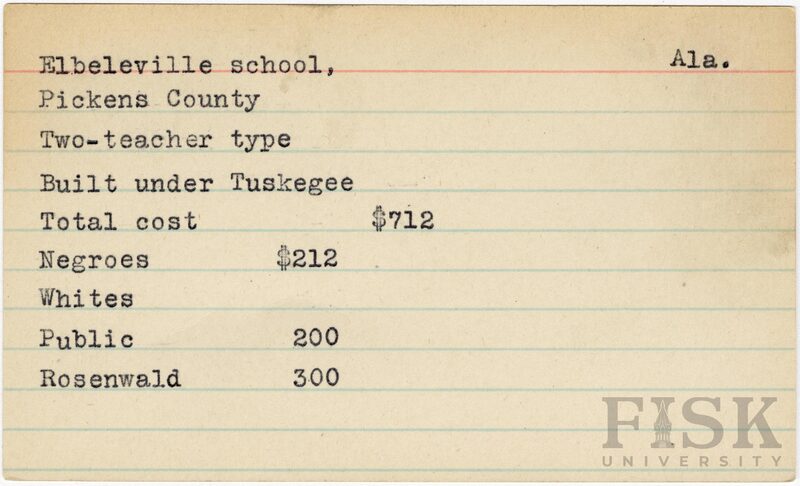 Elbeleville school, Ala.
Pickens County
Two-teacher type
Built under Tuskegee
Total cost $712
Negroes $212
Whites
Public 200
Rosenwald 300
FISK
UNIVERSITY